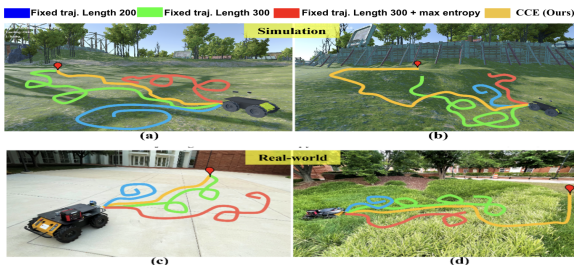 Fixed traj. Length 200 Fixed traj. Length 300 Fixed traj. Length 300 + max entropy CCE (Ours)
Simulation
(a) (b)
Real-world
(c) (d)